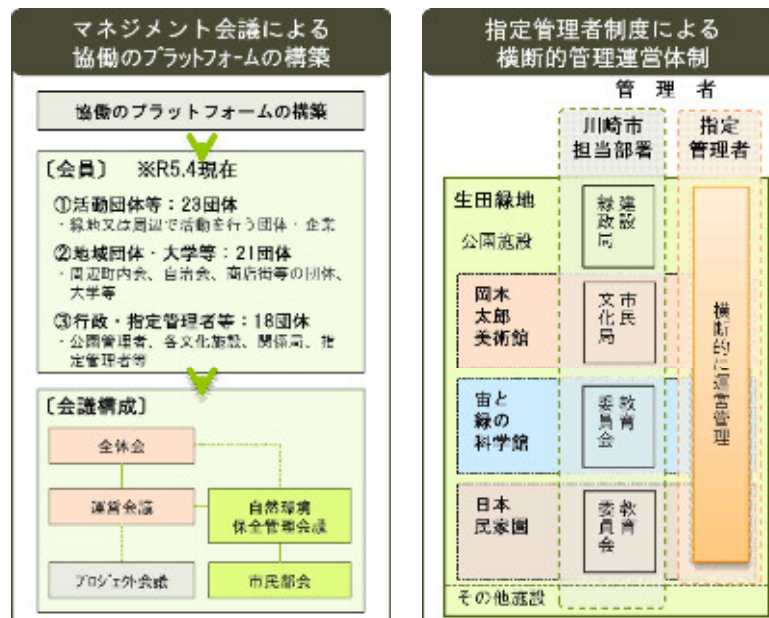 マネジメント会議による
協働のプラットフォームの構築
協働のプラットフォームの構築
〔会員〕 ※R5.4現在
①活動団体等：23団体
・緑地又は周辺で活動を行う団体・企業
②地域団体・大学等：21団体
・周辺町内会、自治会、商店街等の団体、
大学等
③行政・指定管理者等：18団体
・公園管理者、各文化施設、関係局、指
定管理者等
〔会議構成〕
全体会
運営会議
自然環境
保全管理会議
プロジェクト会議
市民部会
指定管理者制度による
横断的管理運営体制
管理者
川崎市
担当部署
指定
管理者
生田緑地
公園施設
建設
緑政局
岡本
太郎
美術館
市民
文化局
宙と
緑の
科学館
教育
委員会
日本
民家園
教育
委員会
横断的に運営管理
その他施設